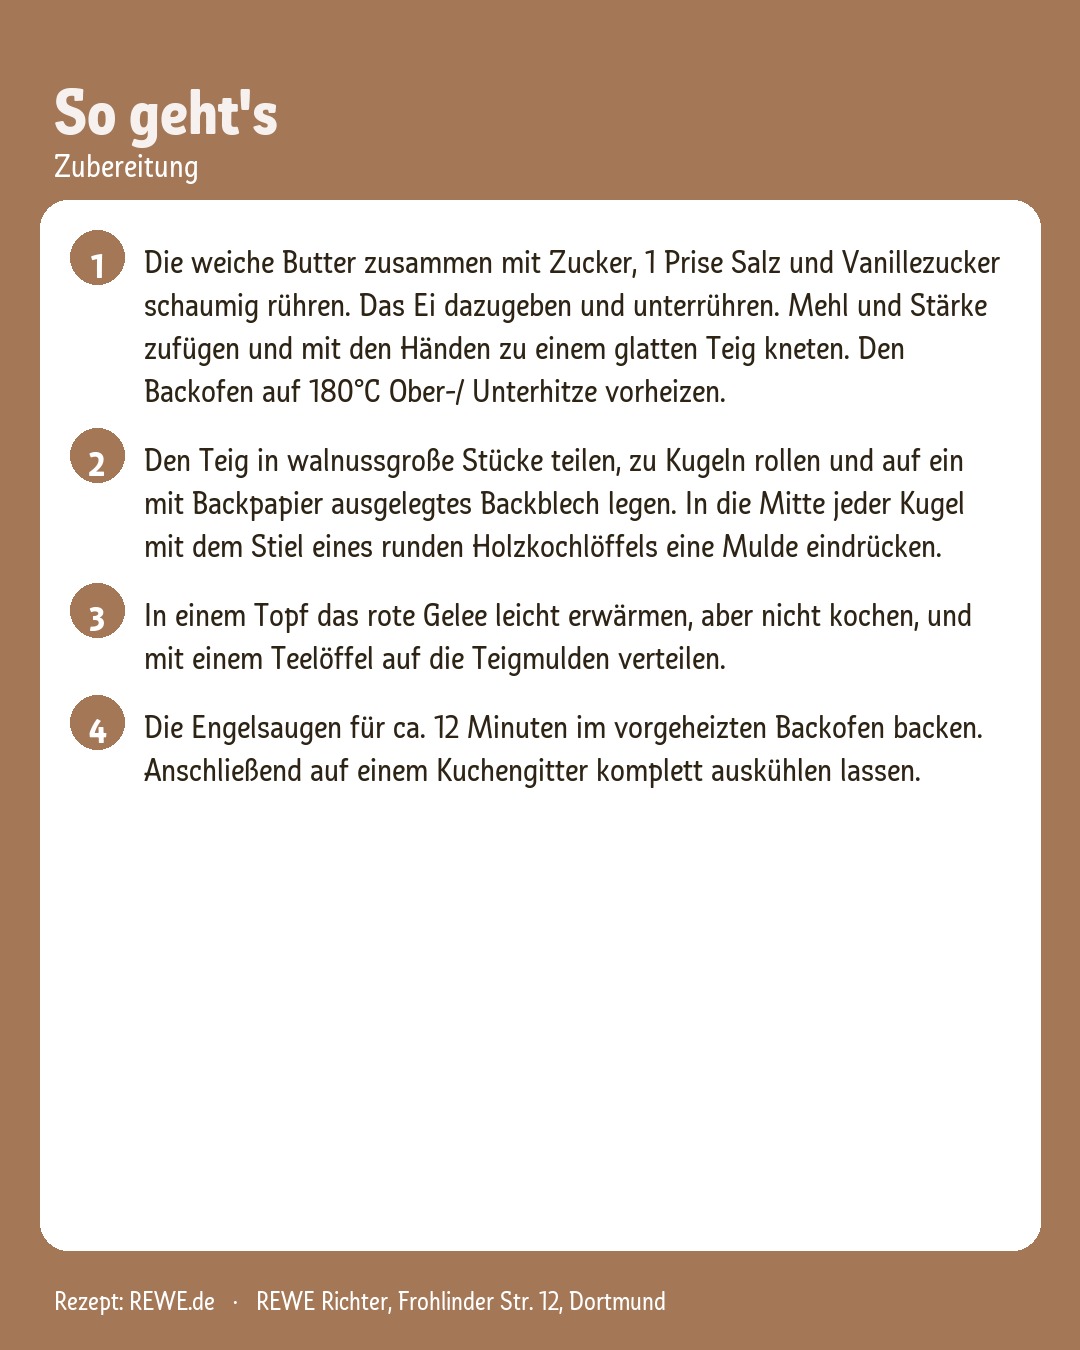 So geht's
Zubereitung
1 Die weiche Butter zusammen mit Zucker, 1 Prise Salz und Vanillezucker
schaumig rühren. Das Ei dazugeben und unterrühren. Mehl und Stärke
zufügen und mit den Händen zu einem glatten Teig kneten. Den
Backofen auf 180°C Ober-/ Unterhitze vorheizen.
2 Den Teig in walnussgroße Stücke teilen, zu Kugeln rollen und auf ein
mit Backpapier ausgelegtes Backblech legen. In die Mitte jeder Kugel
mit dem Stiel eines runden Holzkochlöffels eine Mulde eindrücken.
3 In einem Topf das rote Gelee leicht erwärmen, aber nicht kochen, und
mit einem Teelöffel auf die Teigmulden verteilen.
4 Die Engelsaugen für ca. 12 Minuten im vorgeheizten Backofen backen.
Anschließend auf einem Kuchengitter komplett auskühlen lassen.
Rezept: REWE.de · REWE Richter, Frohlinder Str. 12, Dortmund